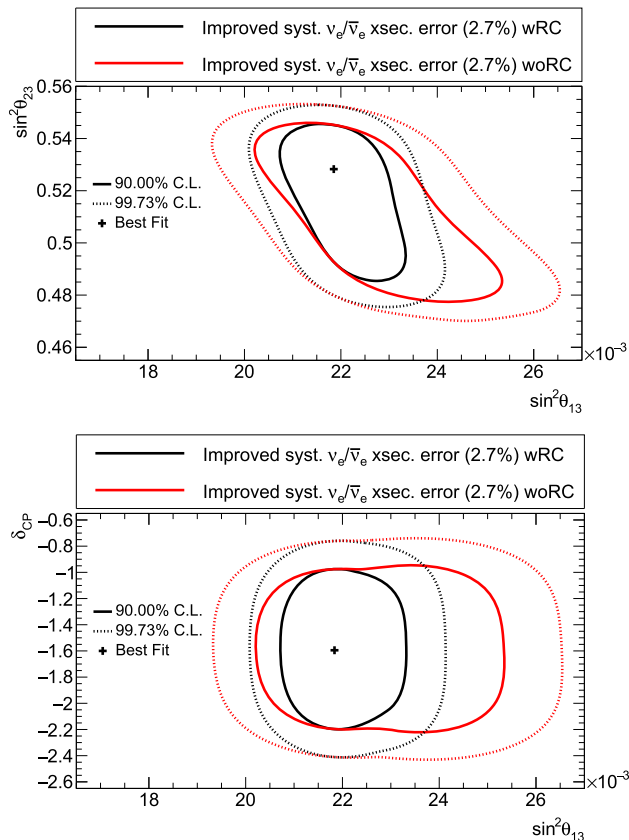 Improved syst. νₑ/ν̅ₑ xsec. error (2.7%) wRC
Improved syst. νₑ/ν̅ₑ xsec. error (2.7%) woRC
sin²θ₂₃
0.56
0.54
0.52
0.5
0.48
0.46
90.00% C.L.
99.73% C.L.
Best Fit
18 20 22 24 26
×10⁻³
sin²θ₁₃
Improved syst. νₑ/ν̅ₑ xsec. error (2.7%) wRC
Improved syst. νₑ/ν̅ₑ xsec. error (2.7%) woRC
δCP
−0.6
−0.8
−1
−1.2
−1.4
−1.6
−1.8
−2
−2.2
−2.4
−2.6
90.00% C.L.
99.73% C.L.
Best Fit
18 20 22 24 26
×10⁻³
sin²θ₁₃